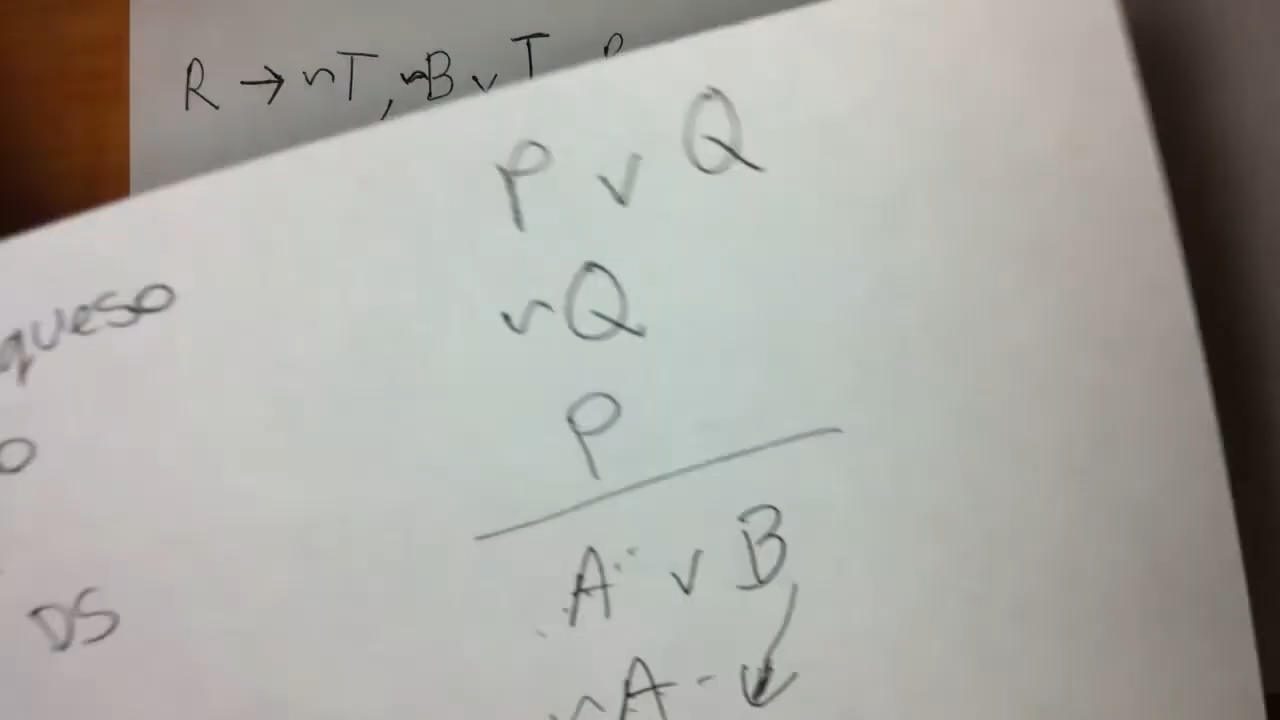 R → ~T, ~B v T
P v Q
~Q
P
A v B
~A
queso
o
DS